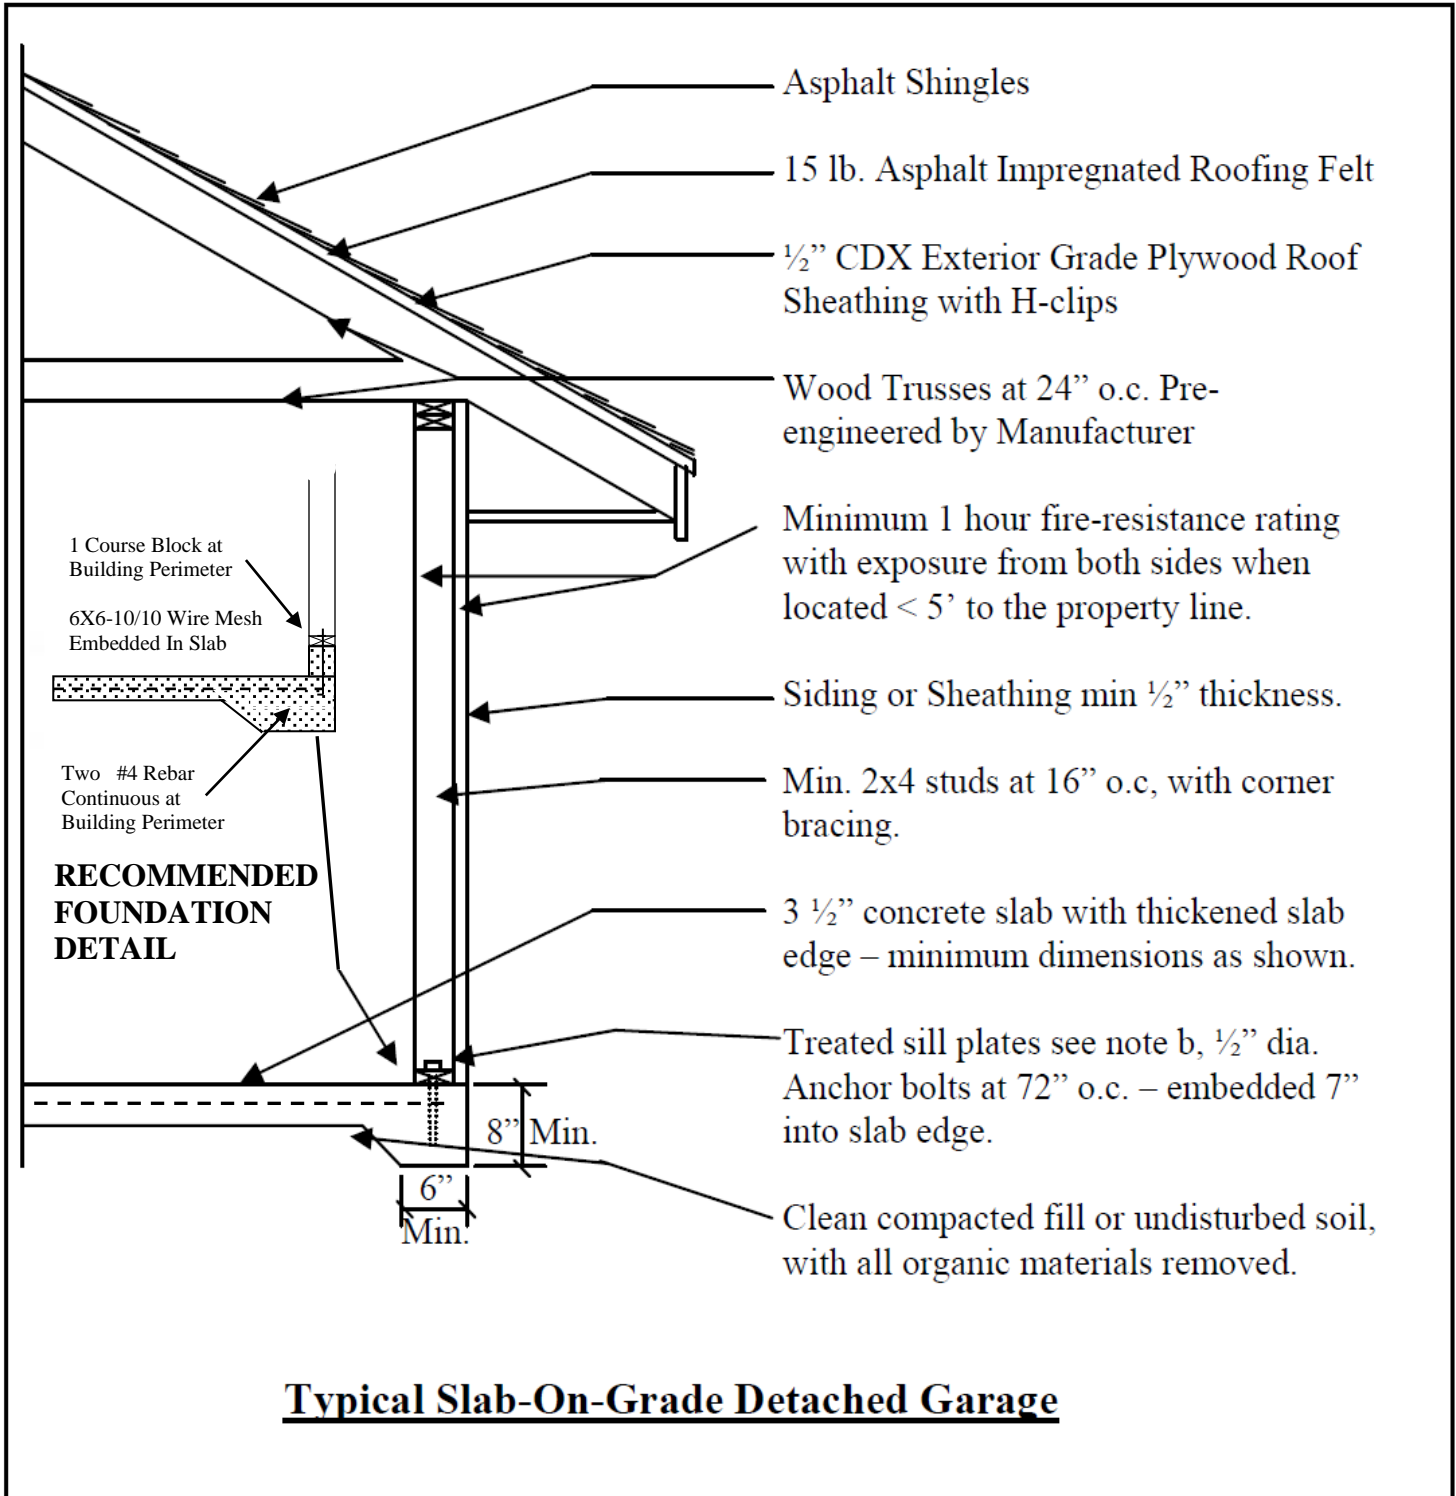 Asphalt Shingles
15 lb. Asphalt Impregnated Roofing Felt
½” CDX Exterior Grade Plywood Roof
Sheathing with H-clips
Wood Trusses at 24” o.c. Pre-
engineered by Manufacturer
Minimum 1 hour fire-resistance rating
with exposure from both sides when
located < 5’ to the property line.
Siding or Sheathing min ½” thickness.
Min. 2x4 studs at 16” o.c, with corner
bracing.
3 ½” concrete slab with thickened slab
edge – minimum dimensions as shown.
Treated sill plates see note b, ½” dia.
Anchor bolts at 72” o.c. – embedded 7”
into slab edge.
Clean compacted fill or undisturbed soil,
with all organic materials removed.
1 Course Block at
Building Perimeter
6X6-10/10 Wire Mesh
Embedded In Slab
Two #4 Rebar
Continuous at
Building Perimeter
RECOMMENDED
FOUNDATION
DETAIL
8” Min.
6”
Min.
Typical Slab-On-Grade Detached Garage